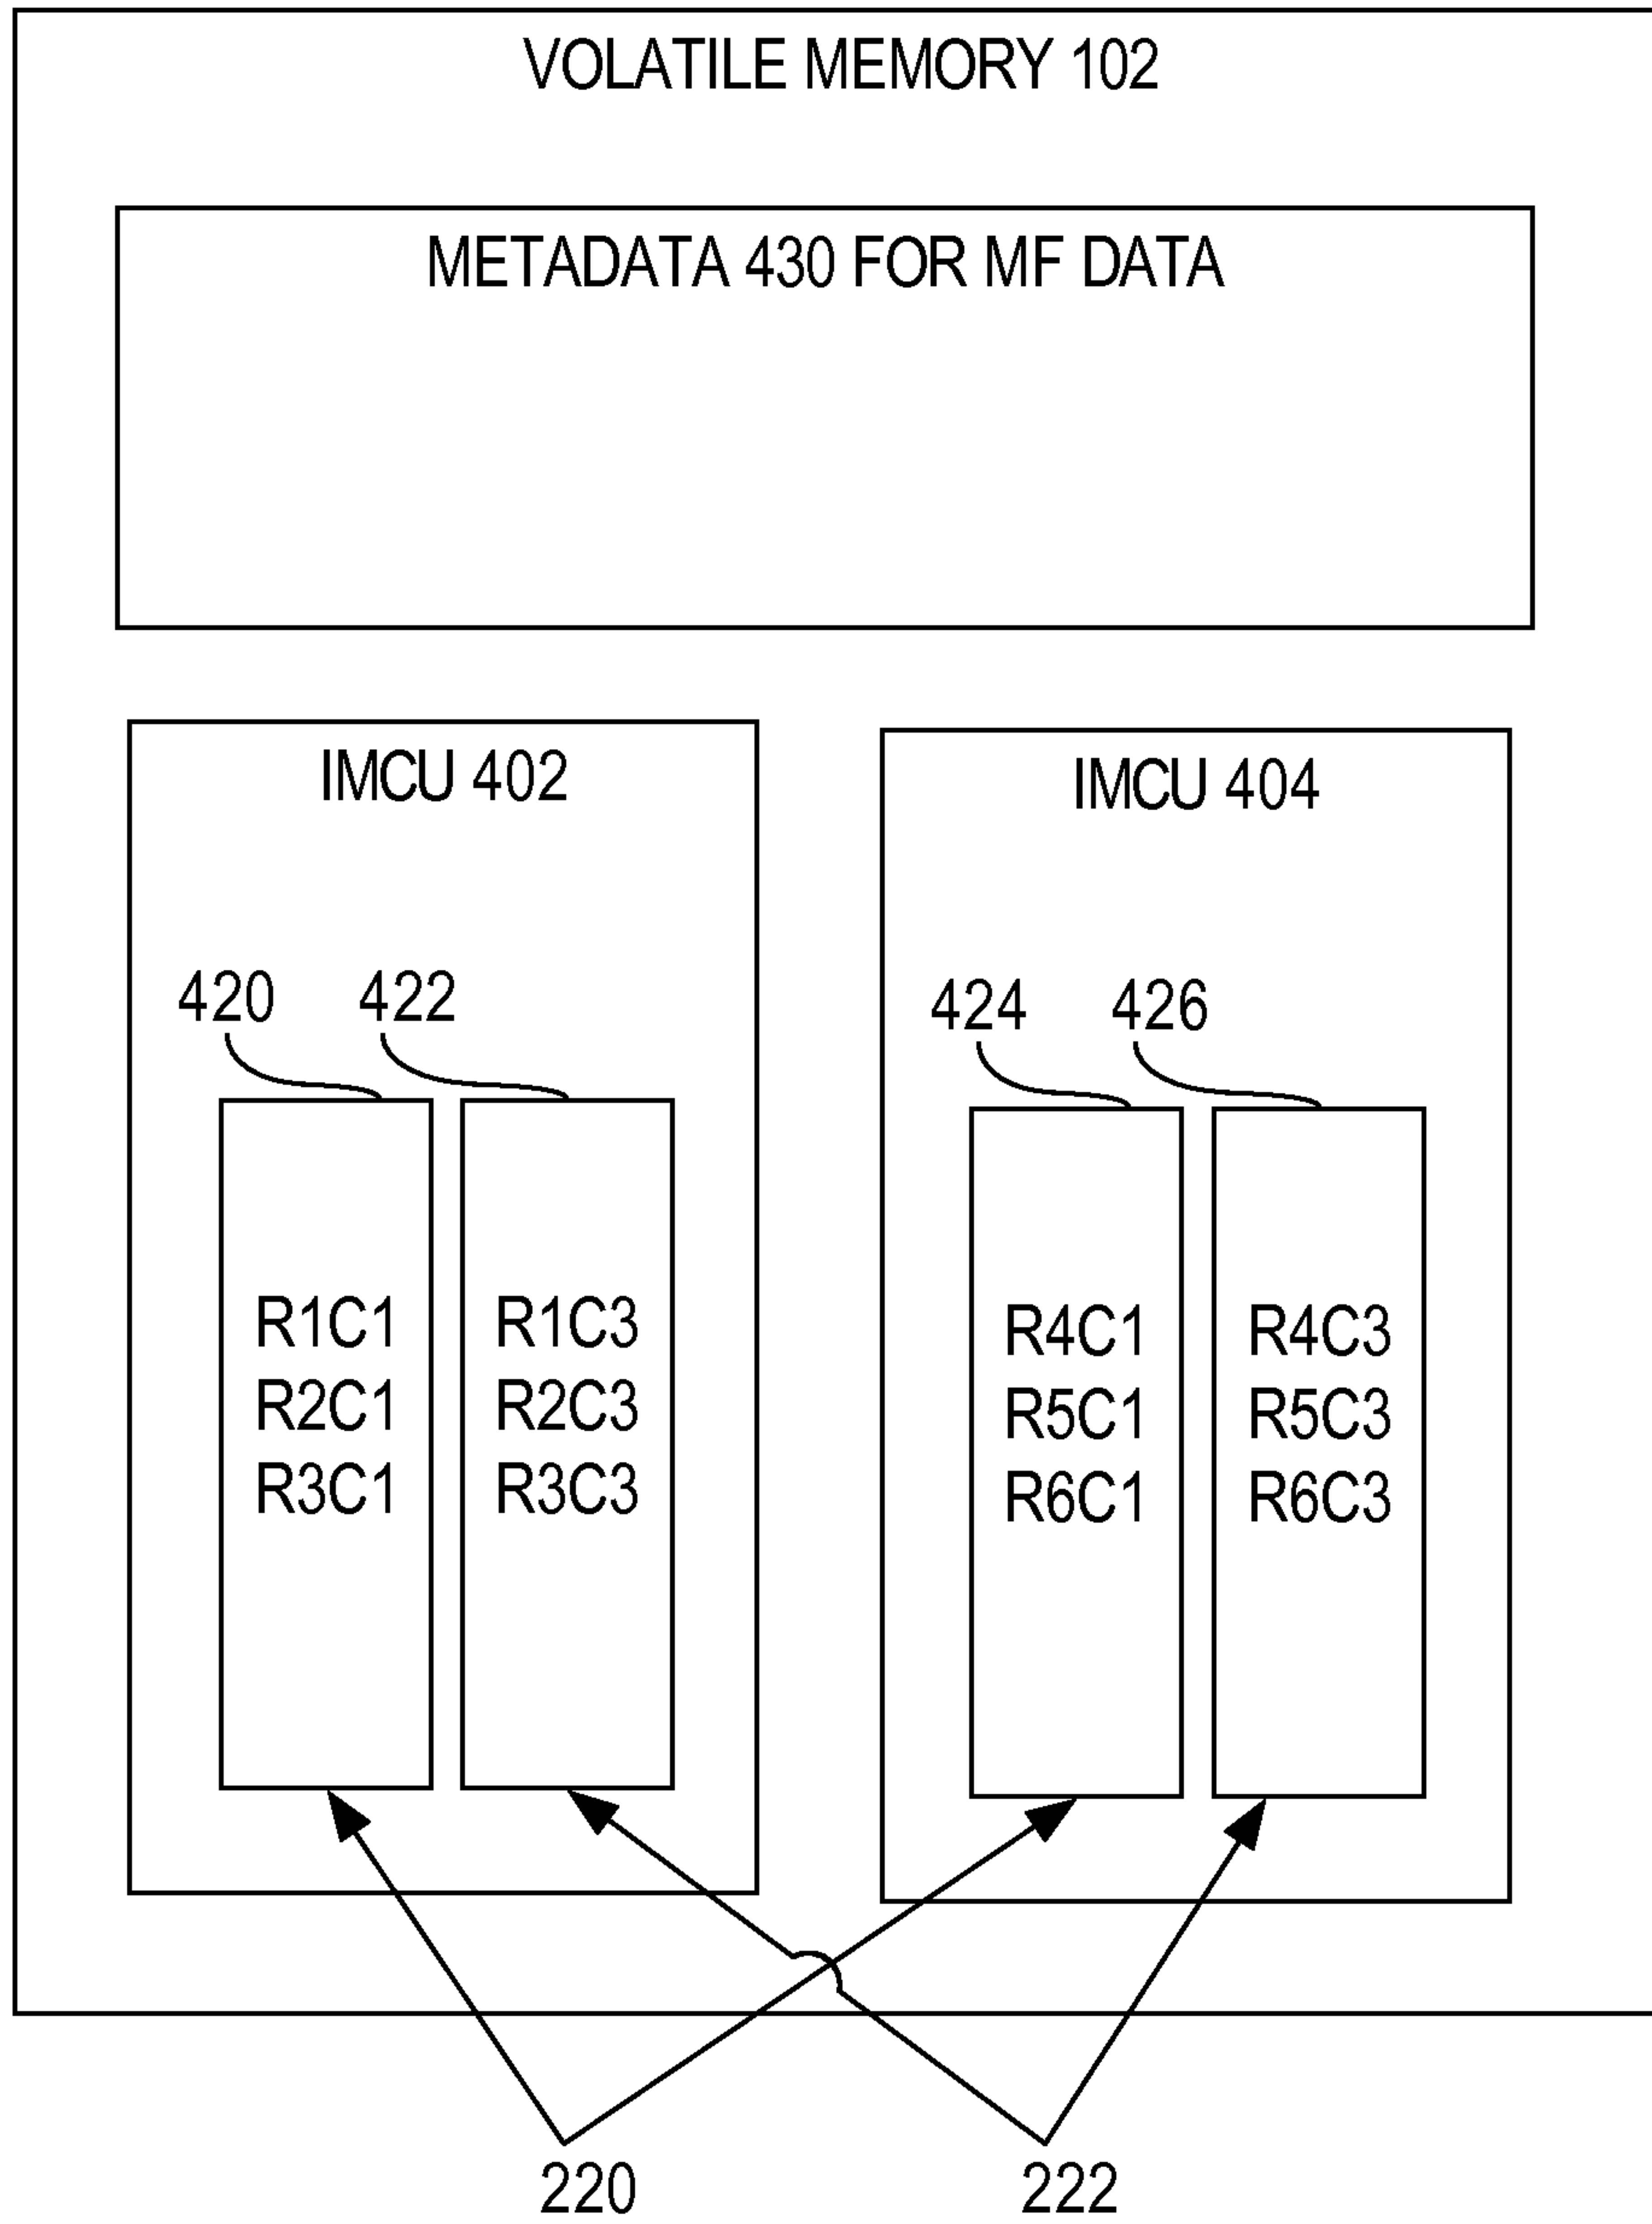 VOLATILE MEMORY 102
METADATA 430 FOR MF DATA
IMCU 402
420 422
R1C1
R2C1
R3C1
R1C3
R2C3
R3C3
IMCU 404
424 426
R4C1
R5C1
R6C1
R4C3
R5C3
R6C3
220 222